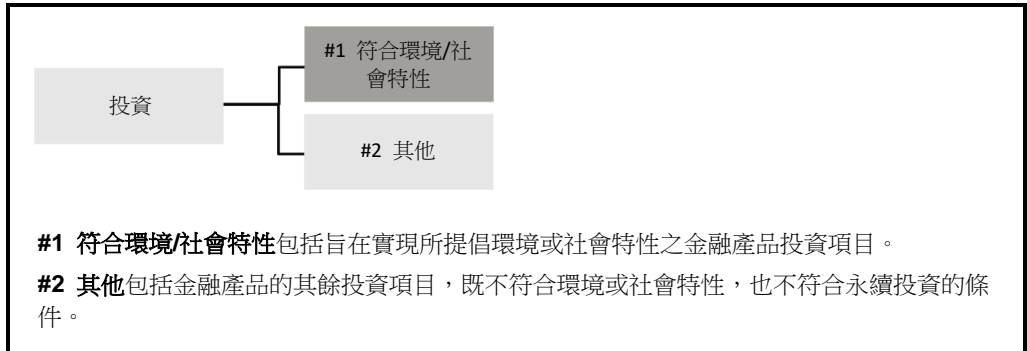 #1 符合環境/社
會特性
投資
#2 其他
#1 符合環境/社會特性包括旨在實現所提倡環境或社會特性之金融產品投資項目。
#2 其他包括金融產品的其餘投資項目，既不符合環境或社會特性，也不符合永續投資的條
件。